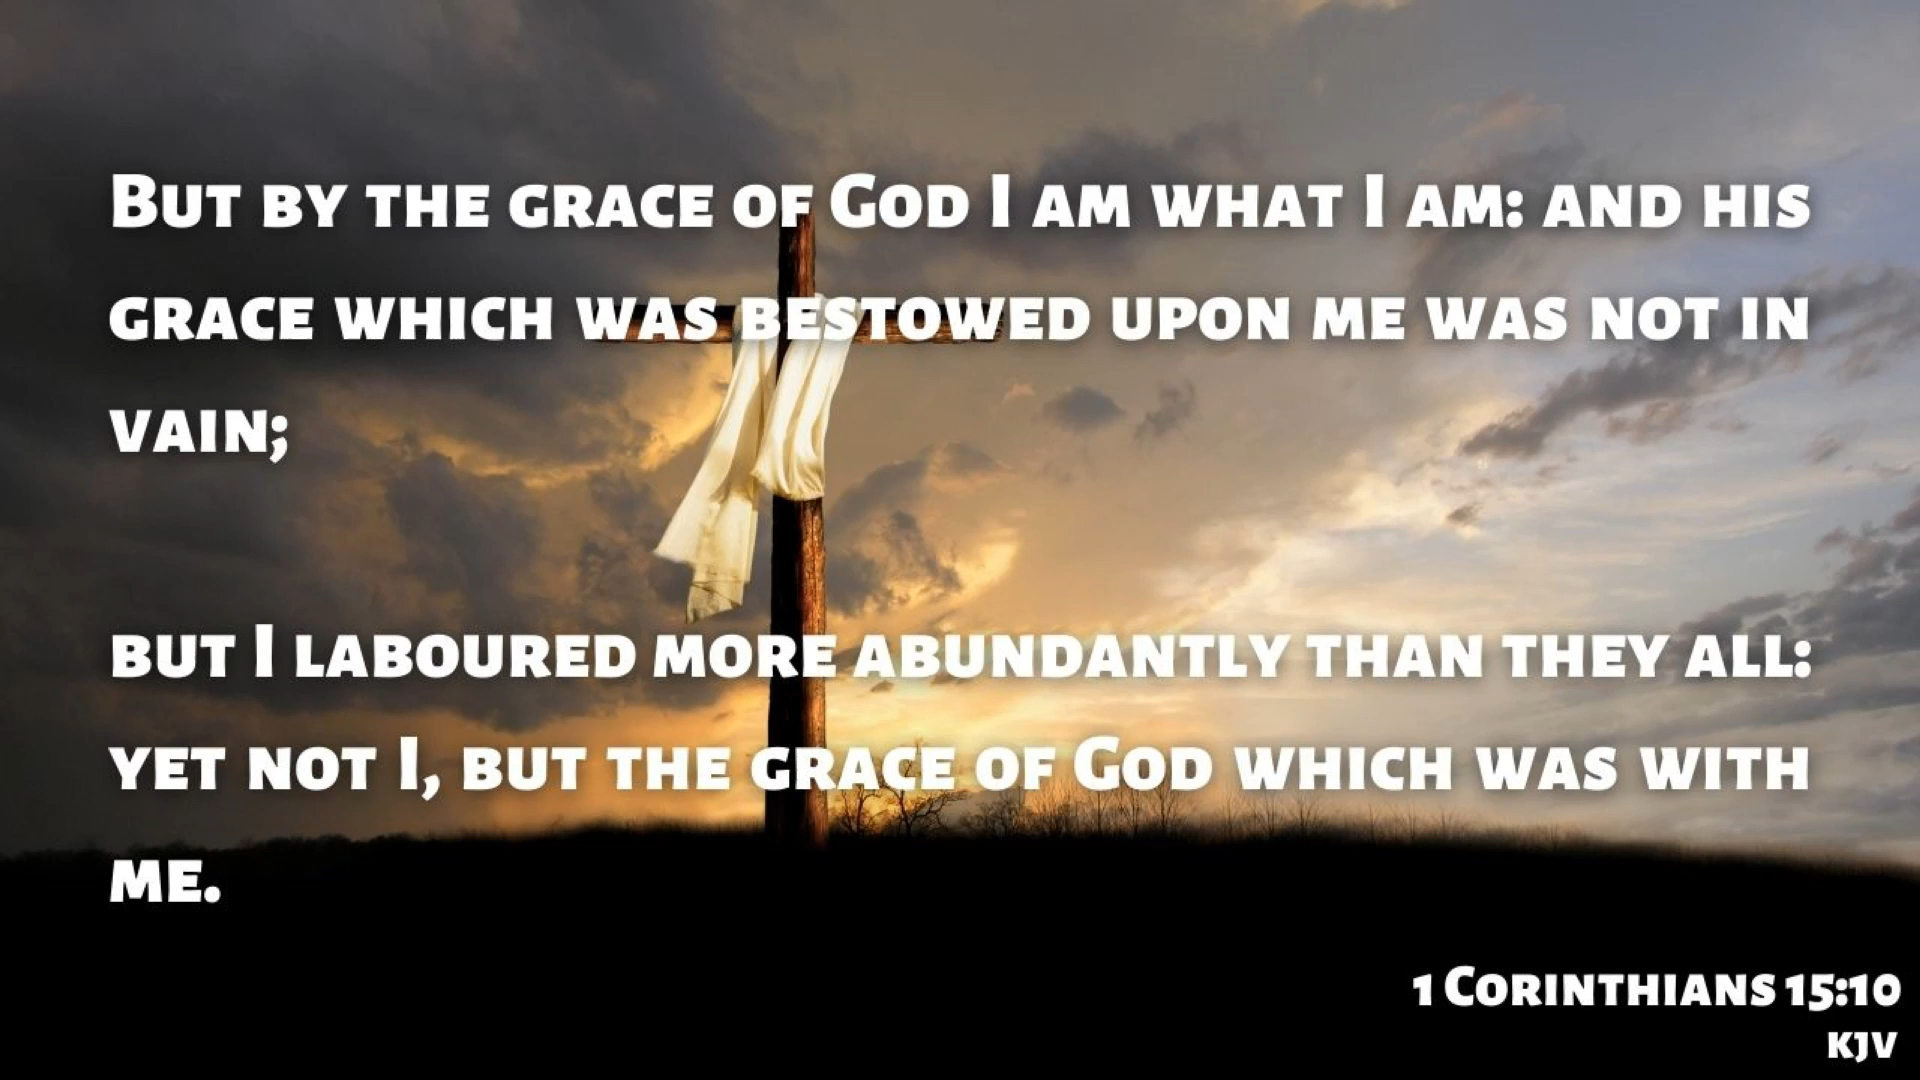 But by the grace of God I am what I am: and his
grace which was bestowed upon me was not in
vain;
but I laboured more abundantly than they all:
yet not I, but the grace of God which was with
me.
1 Corinthians 15:10
KJV